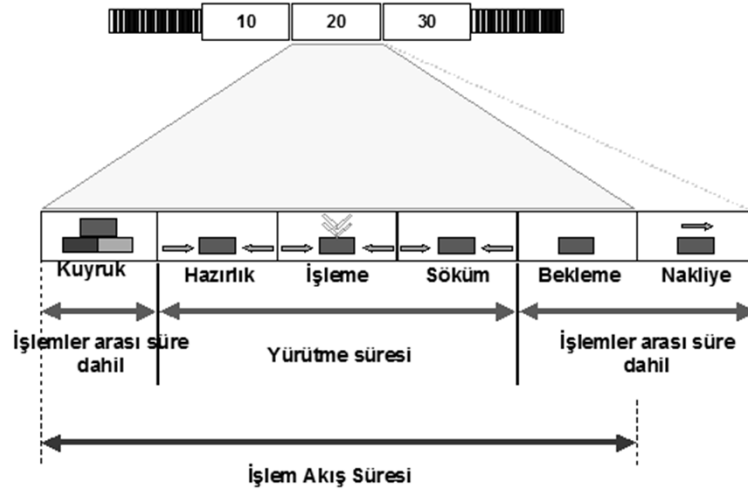 10 20 30
Kuyruk Hazırlık İşleme Söküm Bekleme Nakliye
İşlemler arası süre
dahil
Yürütme süresi
İşlemler arası süre
dahil
İşlem Akış Süresi